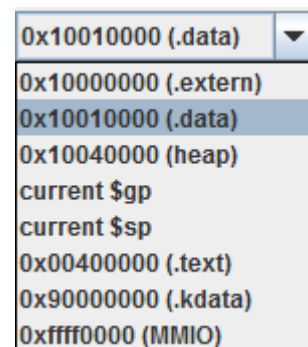 0x10010000 (.data)
0x10000000 (.extern)
0x10010000 (.data)
0x10040000 (heap)
current $gp
current $sp
0x00400000 (.text)
0x90000000 (.kdata)
0xffff0000 (MMIO)